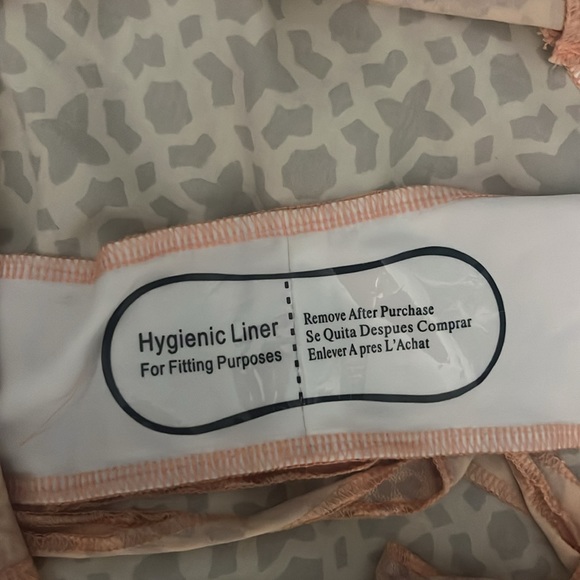 Hygienic Liner
For Fitting Purposes
Remove After Purchase
Se Quita Despues Comprar
Enlever A pres L'Achat